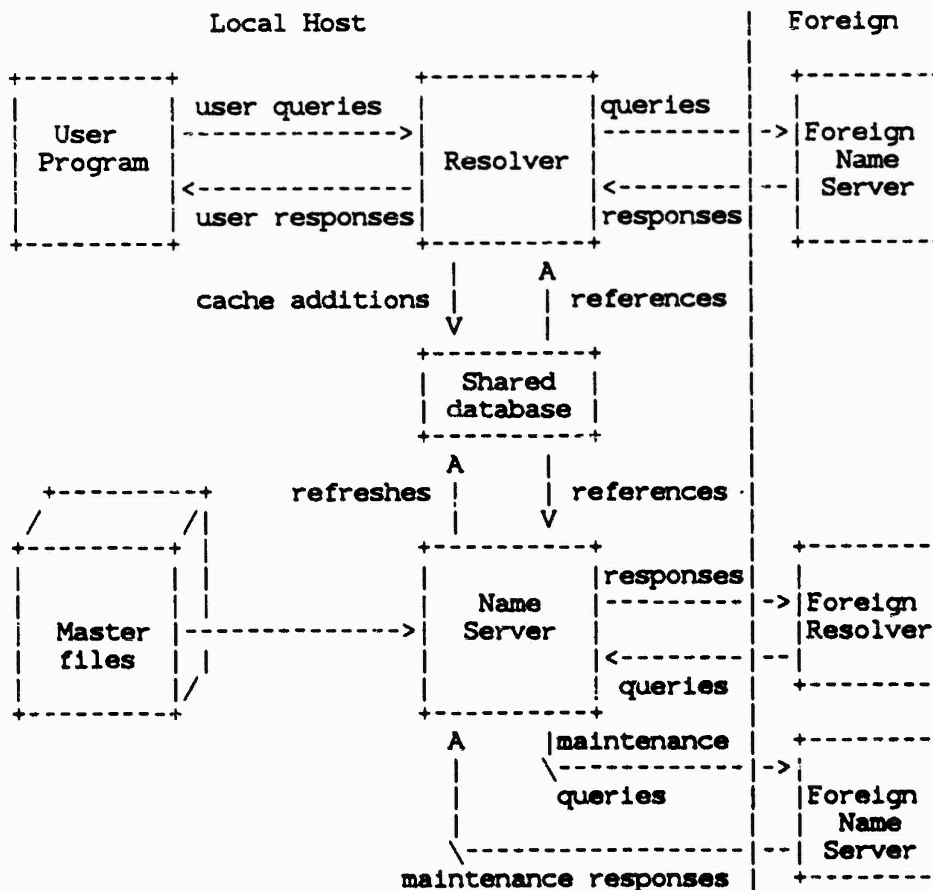 Local Host
Foreign
user queries
queries
User
Program
Resolver
Foreign
Name
Server
user responses
responses
cache additions
references
Shared
database
refreshes
references
Master
files
Name
Server
responses
queries
Foreign
Resolver
maintenance
queries
Foreign
Name
Server
maintenance responses